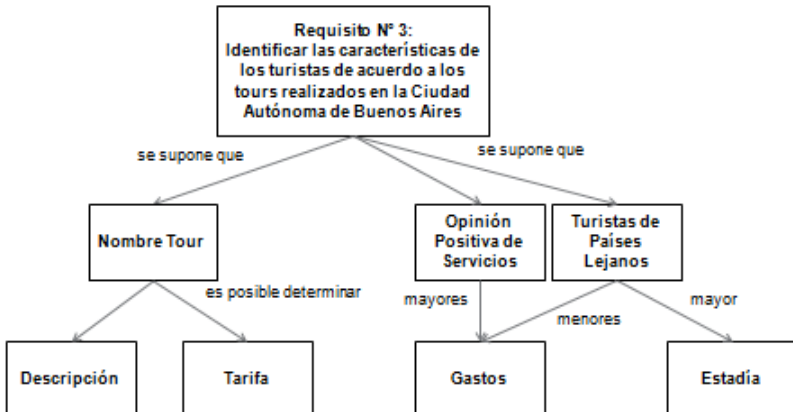 Requisito N° 3:
Identificar las características de
los turistas de acuerdo a los
tours realizados en la Ciudad
Autónoma de Buenos Aires
se supone que
se supone que
Nombre Tour
Opinión
Positiva de
Servicios
Turistas de
Países
Lejanos
es posible determinar
mayores
menores
mayor
Descripción
Tarifa
Gastos
Estadía